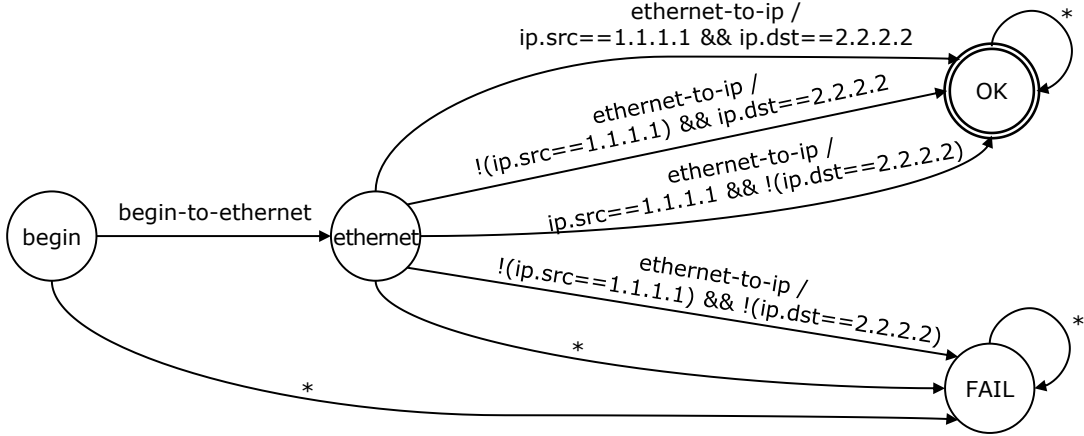 ethernet-to-ip /
ip.src==1.1.1.1 && ip.dst==2.2.2.2
*
OK
ethernet-to-ip /
!(ip.src==1.1.1.1) && ip.dst==2.2.2.2
ethernet-to-ip /
ip.src==1.1.1.1 && !(ip.dst==2.2.2.2)
begin
begin-to-ethernet
ethernet
ethernet-to-ip /
!(ip.src==1.1.1.1) && !(ip.dst==2.2.2.2)
*
*
FAIL
*